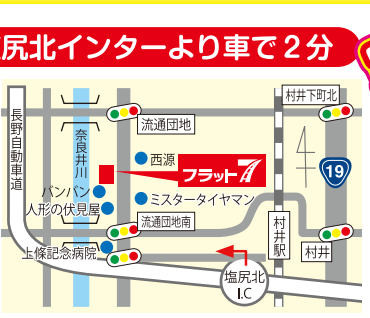 尻北インターより車で2分
村井下町北
長野自動車道
奈良井川
流通団地
西源
フラット7
19
バンバン
ミスタータイヤマン
人形の伏見屋
流通団地南
村井駅
村井
上條記念病院
塩尻北
I.C